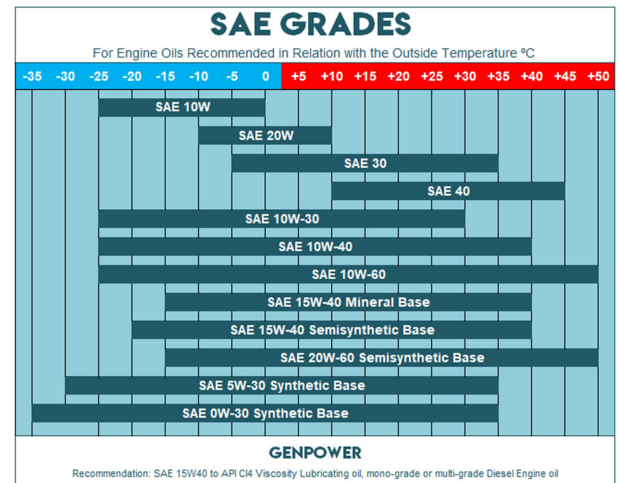 SAE GRADES
For Engine Oils Recommended in Relation with the Outside Temperature ºC
-35 -30 -25 -20 -15 -10 -5 0 +5 +10 +15 +20 +25 +30 +35 +40 +45 +50
SAE 10W
SAE 20W
SAE 30
SAE 40
SAE 10W-30
SAE 10W-40
SAE 10W-60
SAE 15W-40 Mineral Base
SAE 15W-40 Semisynthetic Base
SAE 20W-60 Semisynthetic Base
SAE 5W-30 Synthetic Base
SAE 0W-30 Synthetic Base
GENPOWER
Recommendation: SAE 15W40 to API CI4 Viscosity Lubricating oil, mono-grade or multi-grade Diesel Engine oil